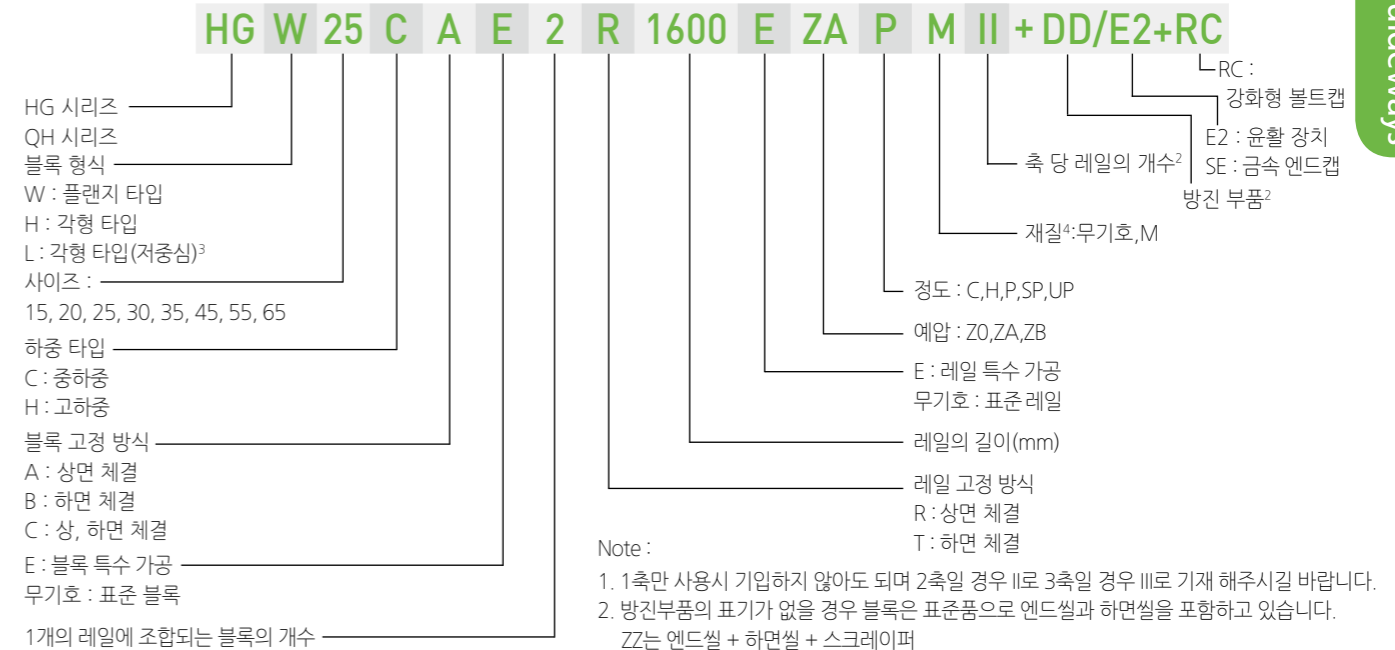 HG W 25 C A E 2 R 1600 E ZA P M II + DD/E2+RC
HG 시리즈
QH 시리즈
블록 형식
W : 플랜지 타입
H : 각형 타입
L : 각형 타입(저중심)³
사이즈 :
15, 20, 25, 30, 35, 45, 55, 65
하중 타입
C : 중하중
H : 고하중
블록 고정 방식
A : 상면 체결
B : 하면 체결
C : 상, 하면 체결
E : 블록 특수 가공
무기호 : 표준 블록
1개의 레일에 조합되는 블록의 개수
RC :
강화형 볼트캡
E2 : 윤활 장치
SE : 금속 엔드캡
방진 부품²
축 당 레일의 개수²
재질⁴:무기호,M
정도 : C,H,P,SP,UP
예압 : Z0,ZA,ZB
E : 레일 특수 가공
무기호 : 표준 레일
레일의 길이(mm)
레일 고정 방식
R : 상면 체결
T : 하면 체결
Note :
1. 1축만 사용시 기입하지 않아도 되며 2축일 경우 II로 3축일 경우 III로 기재 해주시길 바랍니다.
2. 방진부품의 표기가 없을 경우 블록은 표준품으로 엔드씰과 하면씰을 포함하고 있습니다.
ZZ는 엔드씰 + 하면씰 + 스크레이퍼